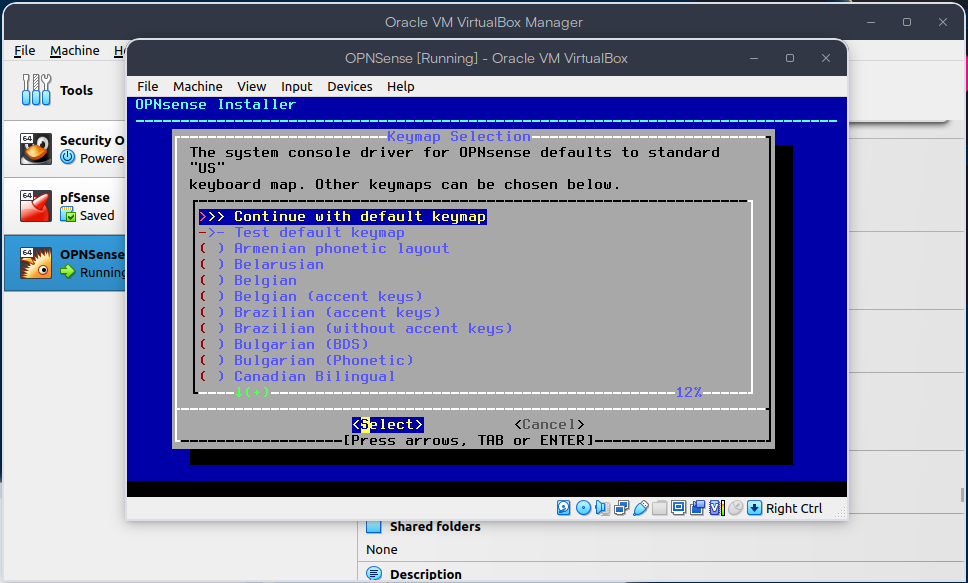 Oracle VM VirtualBox Manager
File Machine
Tools
64
Security O
Powere
64
pfSense
Saved
64
OPNSense
Running
OPNSense [Running] - Oracle VM VirtualBox
File Machine View Input Devices Help
OPNsense Installer
Keymap Selection
The system console driver for OPNsense defaults to standard
"US"
keyboard map. Other keymaps can be chosen below.
>>> Continue with default keymap
->- Test default keymap
( ) Armenian phonetic layout
( ) Belarusian
( ) Belgian
( ) Belgian (accent keys)
( ) Brazilian (accent keys)
( ) Brazilian (without accent keys)
( ) Bulgarian (BDS)
( ) Bulgarian (Phonetic)
( ) Canadian Bilingual
↓(+) 12%
<Select> <Cancel>
[Press arrows, TAB or ENTER]
Right Ctrl
Shared folders
None
Description